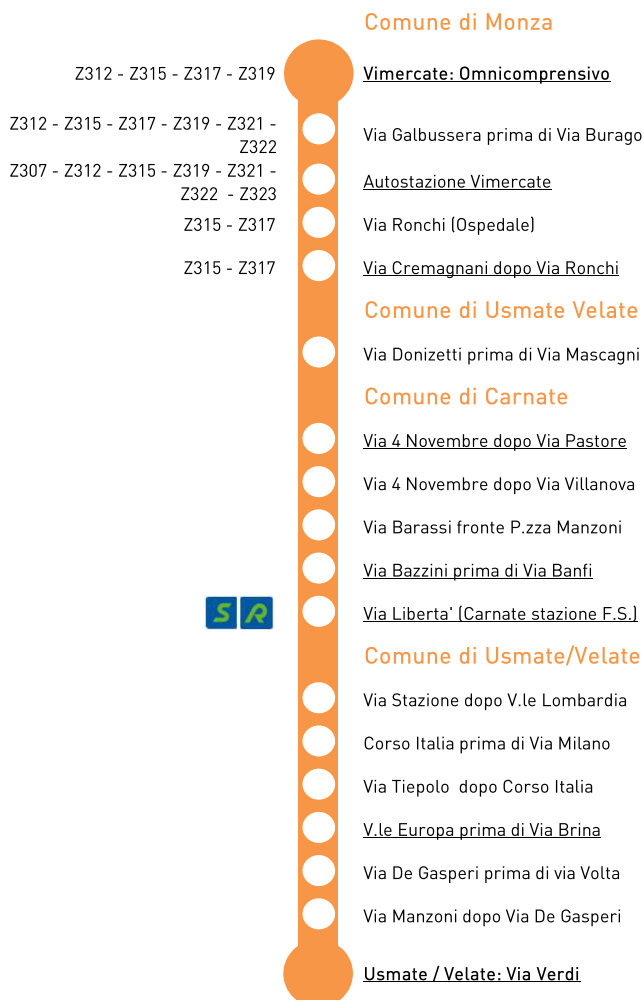 Comune di Monza
Z312 - Z315 - Z317 - Z319
Vimercate: Omnicomprensivo
Z312 - Z315 - Z317 - Z319 - Z321 -
Z322
Via Galbussera prima di Via Burago
Z307 - Z312 - Z315 - Z319 - Z321 -
Z322 - Z323
Autostazione Vimercate
Z315 - Z317
Via Ronchi (Ospedale)
Z315 - Z317
Via Cremagnani dopo Via Ronchi
Comune di Usmate Velate
Via Donizetti prima di Via Mascagni
Comune di Carnate
Via 4 Novembre dopo Via Pastore
Via 4 Novembre dopo Via Villanova
Via Barassi fronte P.zza Manzoni
Via Bazzini prima di Via Banfi
S R
Via Liberta' (Carnate stazione F.S.)
Comune di Usmate/Velate
Via Stazione dopo V.le Lombardia
Corso Italia prima di Via Milano
Via Tiepolo dopo Corso Italia
V.le Europa prima di Via Brina
Via De Gasperi prima di via Volta
Via Manzoni dopo Via De Gasperi
Usmate / Velate: Via Verdi